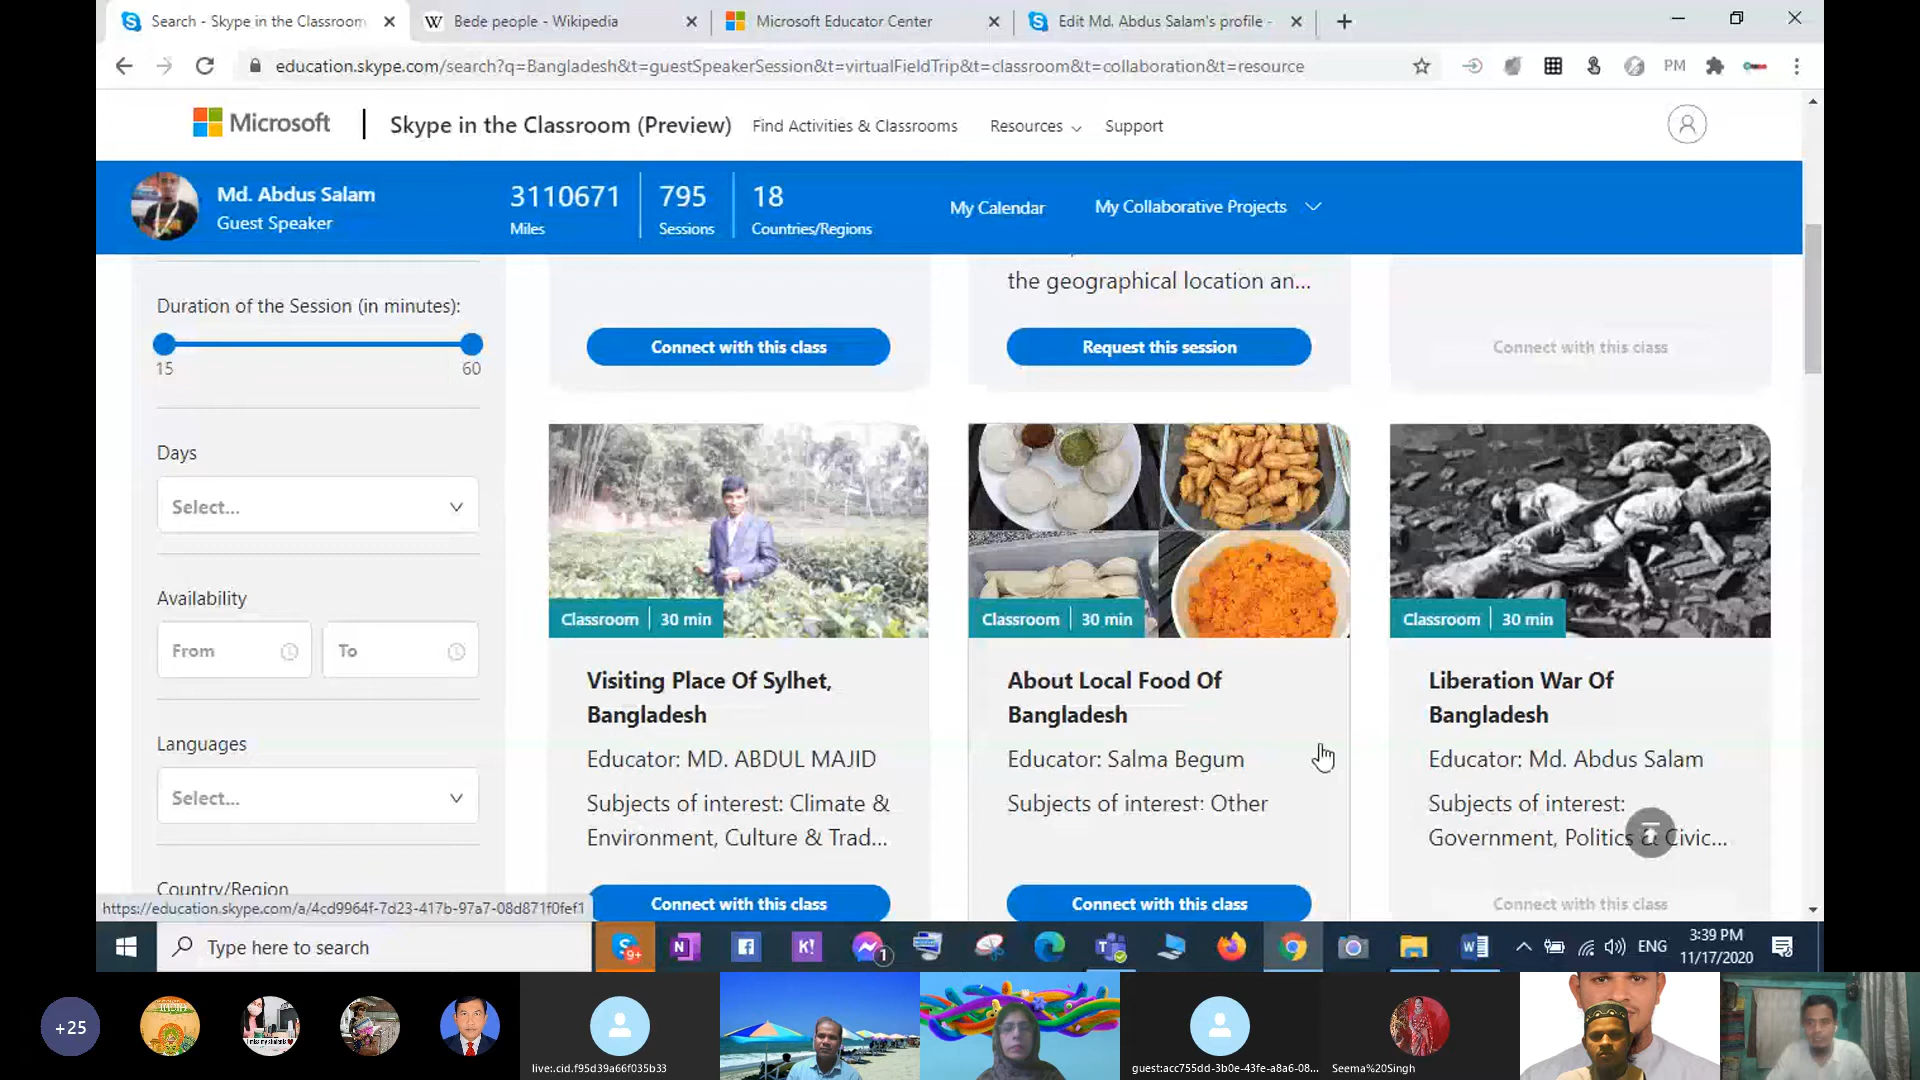 Search - Skype in the Classroom
Bede people - Wikipedia
Microsoft Educator Center
Edit Md. Abdus Salam's profile -
education.skype.com/search?q=Bangladesh&t=guestSpeakerSession&t=virtualFieldTrip&t=classroom&t=collaboration&t=resource
PM
Microsoft
Skype in the Classroom (Preview)
Find Activities & Classrooms
Resources
Support
Md. Abdus Salam
Guest Speaker
3110671
Miles
795
Sessions
18
Countries/Regions
My Calendar
My Collaborative Projects
Duration of the Session (in minutes):
15
60
Days
Select...
Availability
From
To
Languages
Select...
Country/Region
the geographical location an...
Connect with this class
Request this session
Connect with this class
Classroom 30 min
Visiting Place Of Sylhet,
Bangladesh
Educator: MD. ABDUL MAJID
Subjects of interest: Climate &
Environment, Culture & Trad...
Connect with this class
Classroom 30 min
About Local Food Of
Bangladesh
Educator: Salma Begum
Subjects of interest: Other
Connect with this class
Classroom 30 min
Liberation War Of
Bangladesh
Educator: Md. Abdus Salam
Subjects of interest:
Government, Politics & Civic...
Connect with this class
https://education.skype.com/a/4cd9964f-7d23-417b-97a7-08d871f0fef1
Type here to search
9+
1
ENG
3:39 PM
11/17/2020
+25
I miss my students
live:.cid.f95d39a66f035b33
guest:acc755dd-3b0e-43fe-a8a6-08...
Seema%20Singh